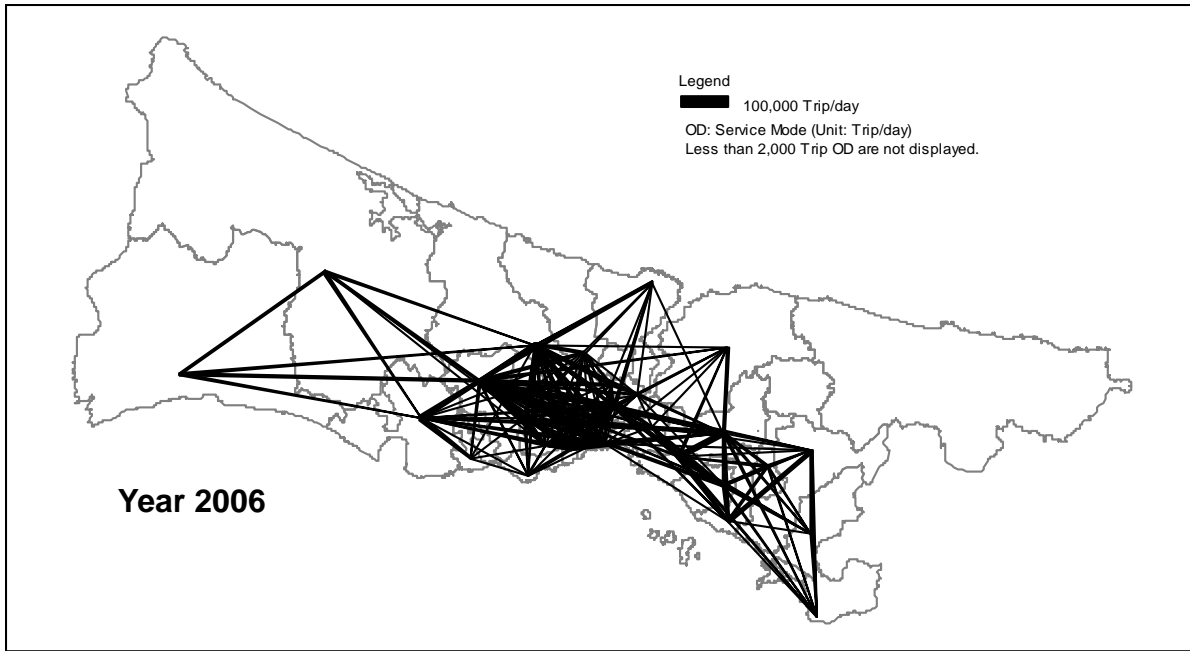 Legend
100,000 Trip/day
OD: Service Mode (Unit: Trip/day)
Less than 2,000 Trip OD are not displayed.
Year 2006